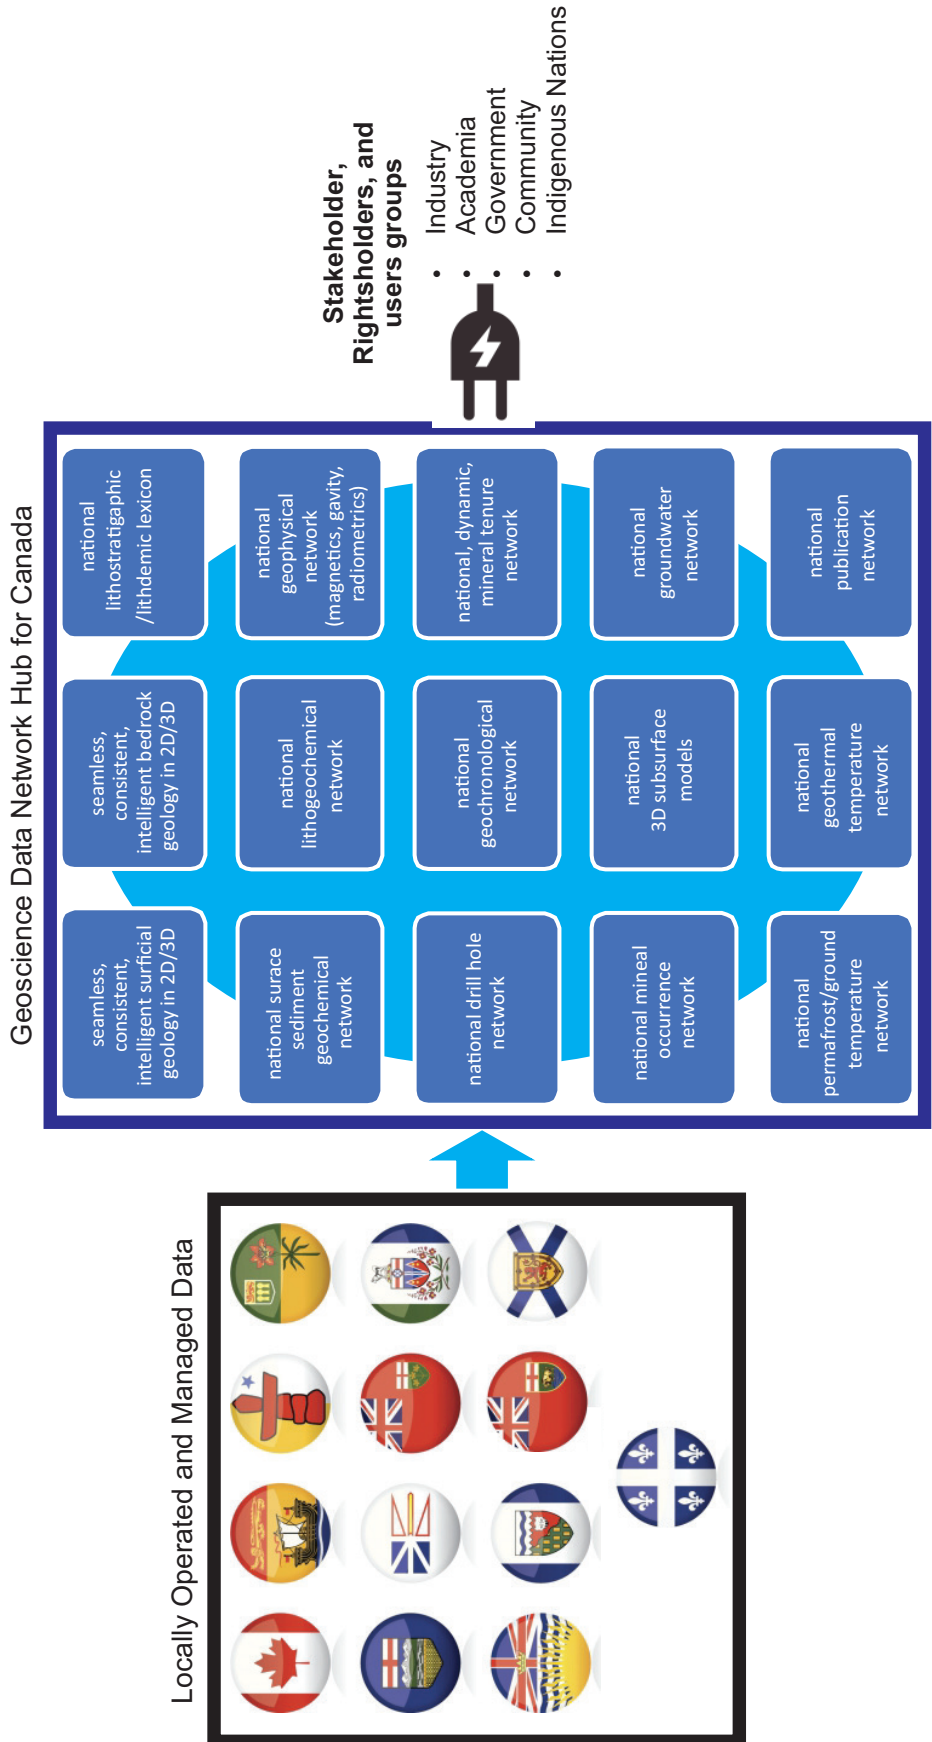 Locally Operated and Managed Data
Geoscience Data Network Hub for Canada
seamless,
consistent,
intelligent surficial
geology in 2D/3D
seamless,
consistent,
intelligent bedrock
geology in 2D/3D
national
lithostratigaphic
/lithdemic lexicon
national surace
sediment
geochemical
network
national
lithogeochemical
network
national
geophysical
network
(magnetics, gavity,
radiometrics)
national drill hole
network
national
geochronological
network
national, dynamic,
mineral tenure
network
national mineal
occurrence
network
national
3D subsurface
models
national
groundwater
network
national
permafrost/ground
temperature
network
national
geothermal
temperature
network
national
publication
network
Stakeholder,
Rightsholders, and
users groups
• Industry
• Academia
• Government
• Community
• Indigenous Nations